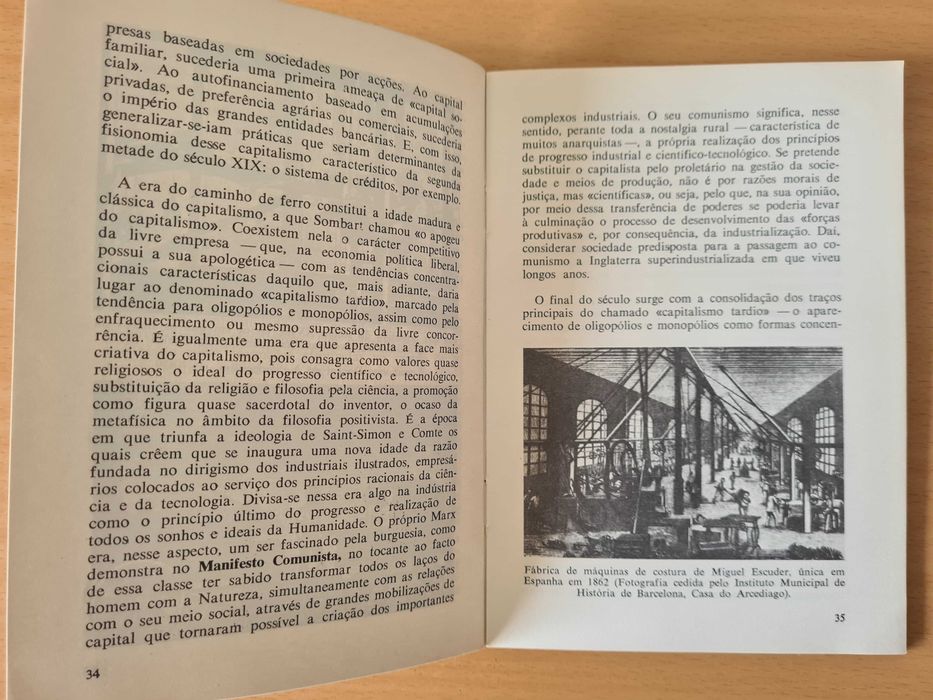 presas baseadas em sociedades por acções. Ao capital
familiar, sucederia uma primeira ameaça de «capital so-
cial». Ao autofinanciamento baseado em acumulações
privadas, de preferência agrárias ou comerciais, sucederia
o império das grandes entidades bancárias. E, com isso,
generalizar-se-iam práticas que seriam determinantes da
fisionomia desse capitalismo característico da segunda
metade do século XIX: o sistema de créditos, por exemplo.
A era do caminho de ferro constitui a idade madura e
clássica do capitalismo, a que Sombart chamou «o apogeu
do capitalismo». Coexistem nela o carácter competitivo
da livre empresa — que, na economia política liberal,
possui a sua apologética — com as tendências concentra-
cionais características daquilo que, mais adiante, daria
lugar ao denominado «capitalismo tardio», marcado pela
tendência para oligopólios e monopólios, assim como pelo
enfraquecimento ou mesmo supressão da livre concor-
rência. É igualmente uma era que apresenta a face mais
criativa do capitalismo, pois consagra como valores quase
religiosos o ideal do progresso científico e tecnológico,
substituição da religião e filosofia pela ciência, a promoção
como figura quase sacerdotal do inventor, o ocaso da
metafísica no âmbito da filosofia positivista. É a época
em que triunfa a ideologia de Saint-Simon e Comte os
quais crêem que se inaugura uma nova idade da razão
fundada no dirigismo dos industriais ilustrados, empresá-
rios colocados ao serviço dos princípios racionais da ciên-
cia e da tecnologia. Divisa-se nessa era algo na indústria
como o princípio último do progresso e realização de
todos os sonhos e ideais da Humanidade. O próprio Marx
era, nesse aspecto, um ser fascinado pela burguesia, como
demonstra no Manifesto Comunista, no tocante ao facto
de essa classe ter sabido transformar todos os laços do
homem com a Natureza, simultaneamente com as relações
com o seu meio social, através de grandes mobilizações de
capital que tornaram possível a criação dos importantes
34
complexos industriais. O seu comunismo significa, nesse
sentido, perante toda a nostalgia rural — característica de
muitos anarquistas —, a própria realização dos princípios
de progresso industrial e científico-tecnológico. Se pretende
substituir o capitalista pelo proletário na gestão da socie-
dade e meios de produção, não é por razões morais de
justiça, mas «científicas», ou seja, pelo que, na sua opinião,
por meio dessa transferência de poderes se poderia levar
à culminação o processo de desenvolvimento das «forças
produtivas» e, por consequência, da industrialização. Daí,
considerar sociedade predisposta para a passagem ao co-
munismo a Inglaterra superindustrializada em que viveu
longos anos.
O final do século surge com a consolidação dos traços
principais do chamado «capitalismo tardio» — o apare-
cimento de oligopólios e monopólios como formas concen-
Fábrica de máquinas de costura de Miguel Escuder, única em
Espanha em 1862 (Fotografia cedida pelo Instituto Municipal de
História de Barcelona, Casa do Arcediago).
35